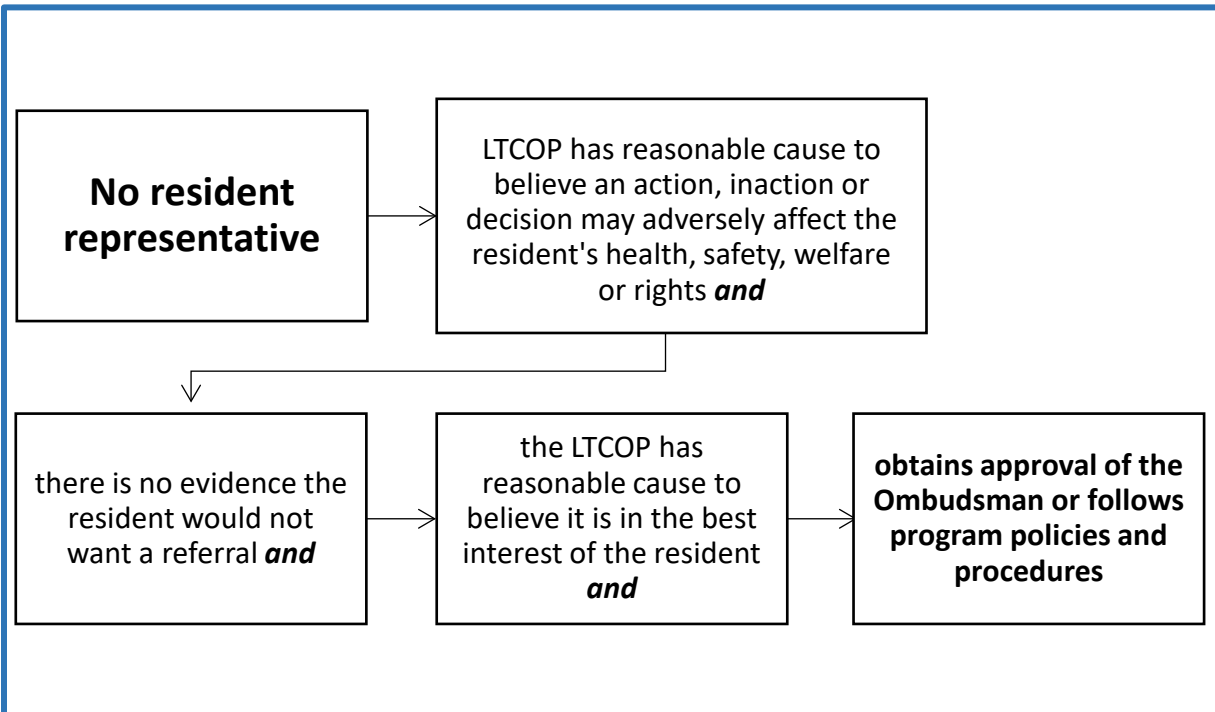 No resident
representative
LTCOP has reasonable cause to
believe an action, inaction or
decision may adversely affect the
resident's health, safety, welfare
or rights and
there is no evidence the
resident would not
want a referral and
the LTCOP has
reasonable cause to
believe it is in the best
interest of the resident
and
obtains approval of the
Ombudsman or follows
program policies and
procedures